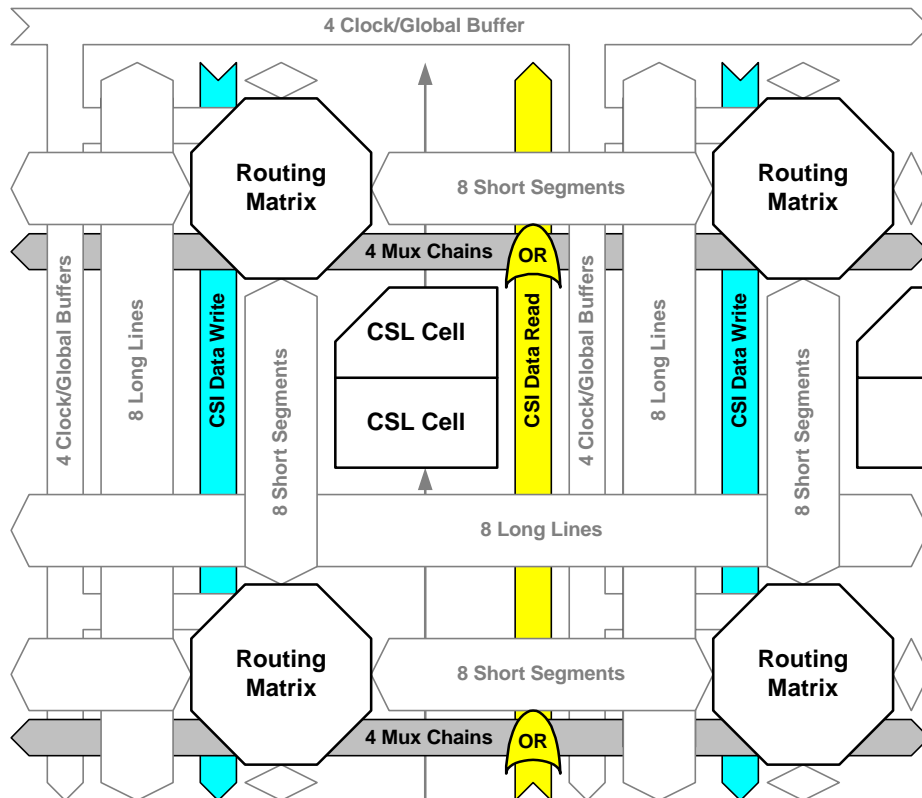 4 Clock/Global Buffer
Routing
Matrix
8 Short Segments
Routing
Matrix
4 Mux Chains
OR
4 Clock/Global Buffers
8 Long Lines
CSI Data Write
8 Short Segments
CSL Cell
CSL Cell
CSI Data Read
4 Clock/Global Buffers
8 Long Lines
CSI Data Write
8 Short Segments
8 Long Lines
Routing
Matrix
8 Short Segments
Routing
Matrix
4 Mux Chains
OR